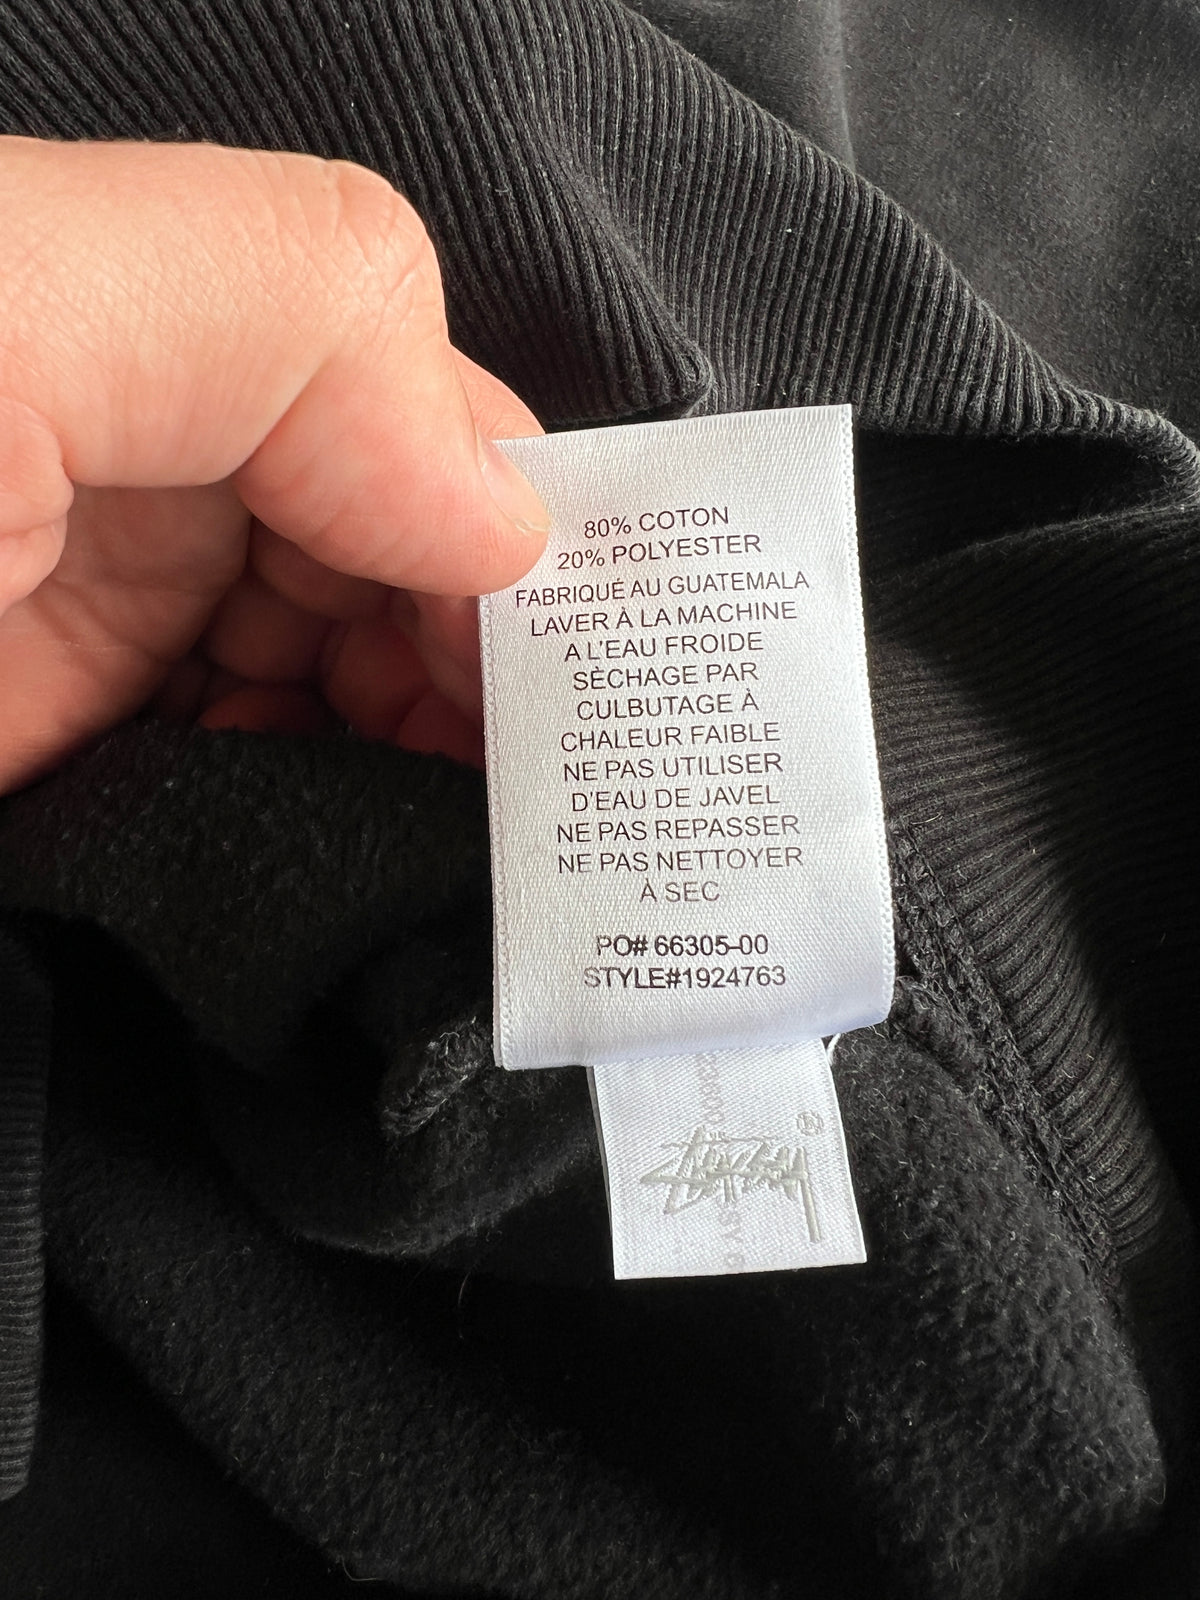 80% COTON
20% POLYESTER
FABRIQUÉ AU GUATEMALA
LAVER À LA MACHINE
A L'EAU FROIDE
SÈCHAGE PAR
CULBUTAGE À
CHALEUR FAIBLE
NE PAS UTILISER
D'EAU DE JAVEL
NE PAS REPASSER
NE PAS NETTOYER
À SEC
PO# 66305-00
STYLE#1924763
Stüssy
®